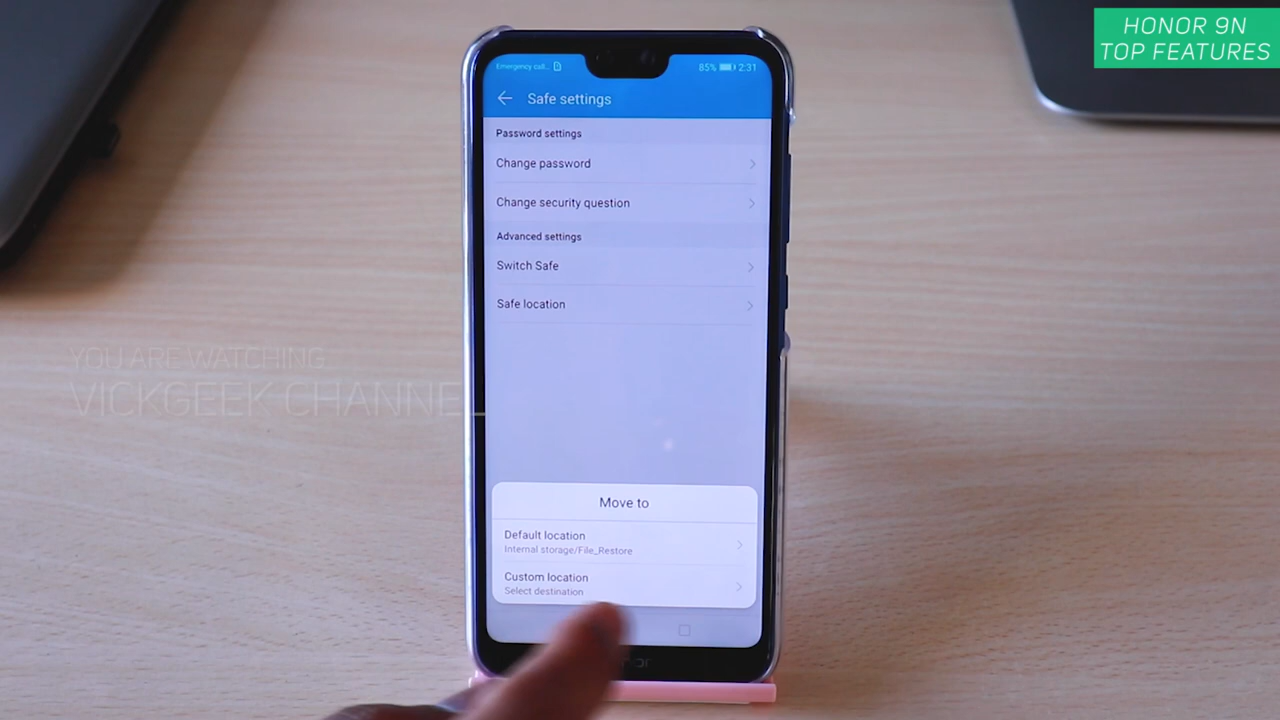 HONOR 9N
TOP FEATURES
Emergency call...
85% 2:31
Safe settings
Password settings
Change password
Change security question
Advanced settings
Switch Safe
Safe location
YOU ARE WATCHING
VICKGEEK CHANNEL
Move to
Default location
Internal storage/File_Restore
Custom location
Select destination